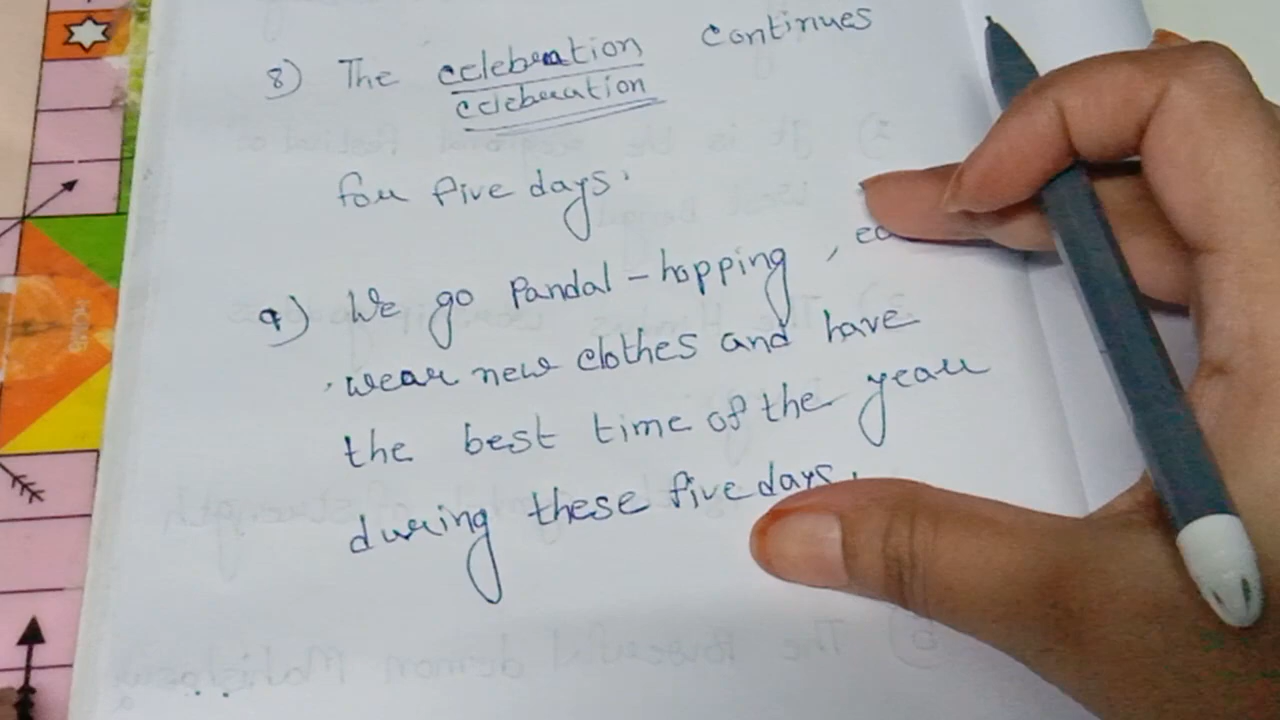 8) The celebration continues
celebration
for five days.
9) We go Pandal-hopping,
wear new clothes and have
the best time of the year
during these five days.